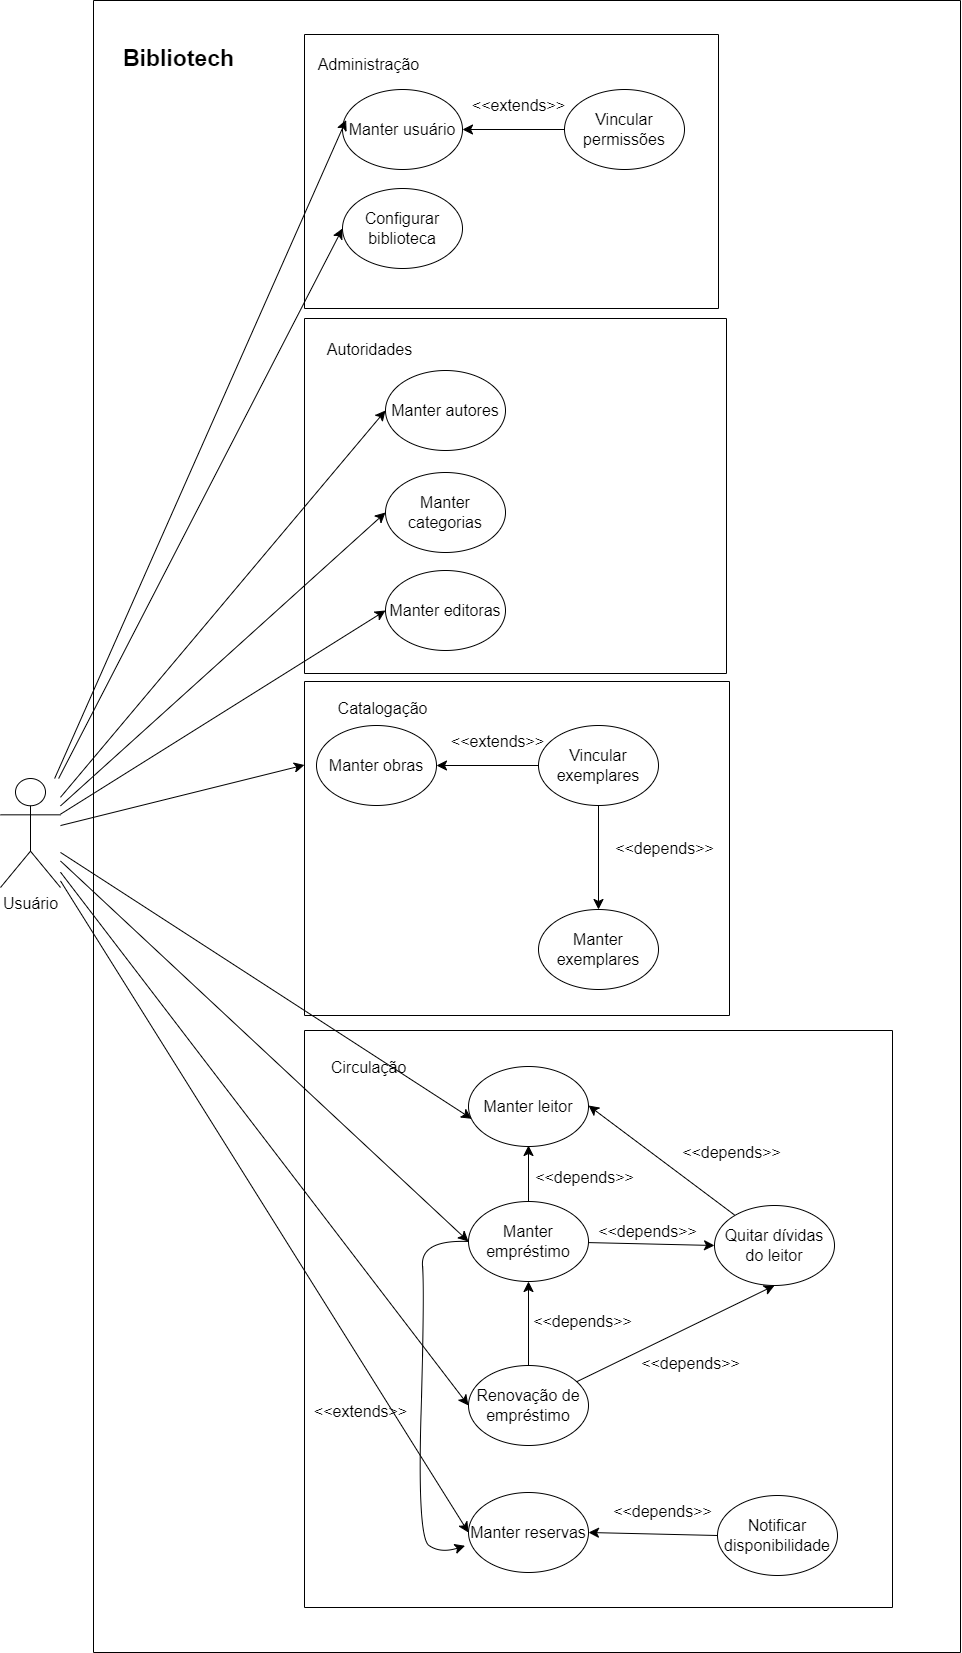 Bibliotech
Administração
<<extends>>
Manter usuário
Vincular
permissões
Configurar
biblioteca
Autoridades
Manter autores
Manter
categorias
Manter editoras
Catalogação
<<extends>>
Manter obras
Vincular
exemplares
<<depends>>
Usuário
Manter
exemplares
Circulação
Manter leitor
<<depends>>
<<depends>>
Manter
empréstimo
<<depends>>
Quitar dívidas
do leitor
<<depends>>
<<depends>>
Renovação de
empréstimo
<<extends>>
Manter reservas
<<depends>>
Notificar
disponibilidade